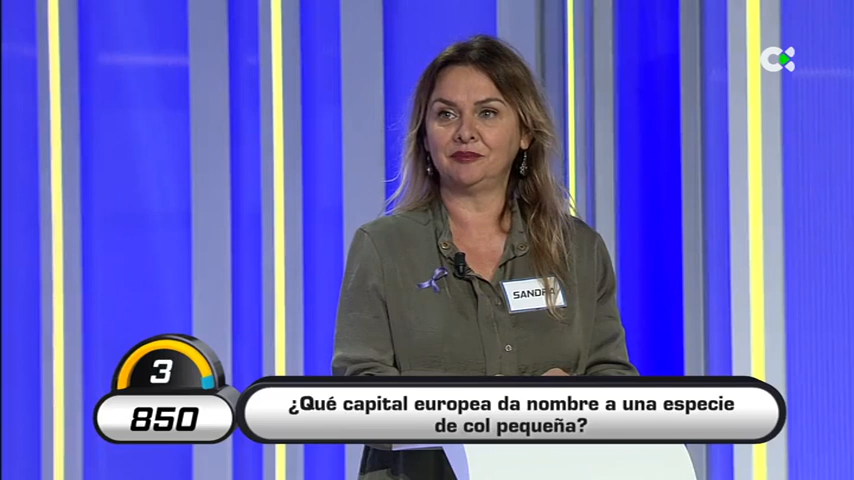 SANDRA
3
850
¿Qué capital europea da nombre a una especie
de col pequeña?